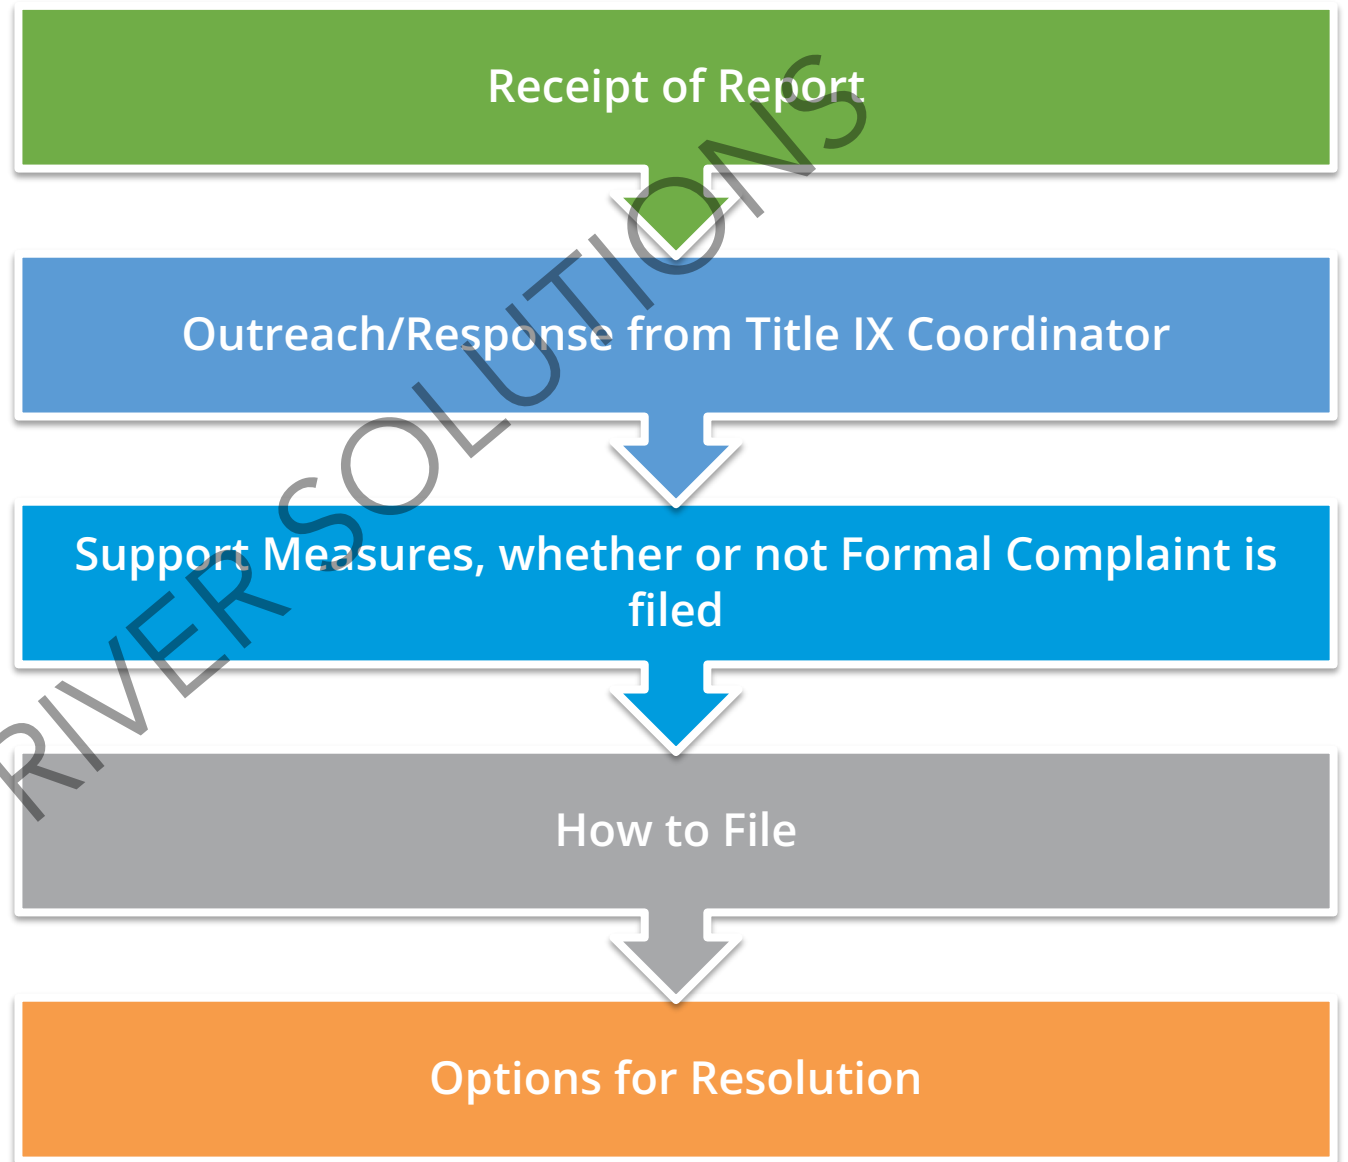 Receipt of Report
Outreach/Response from Title IX Coordinator
Support Measures, whether or not Formal Complaint is
filed
How to File
Options for Resolution
RIVER SOLUTIONS